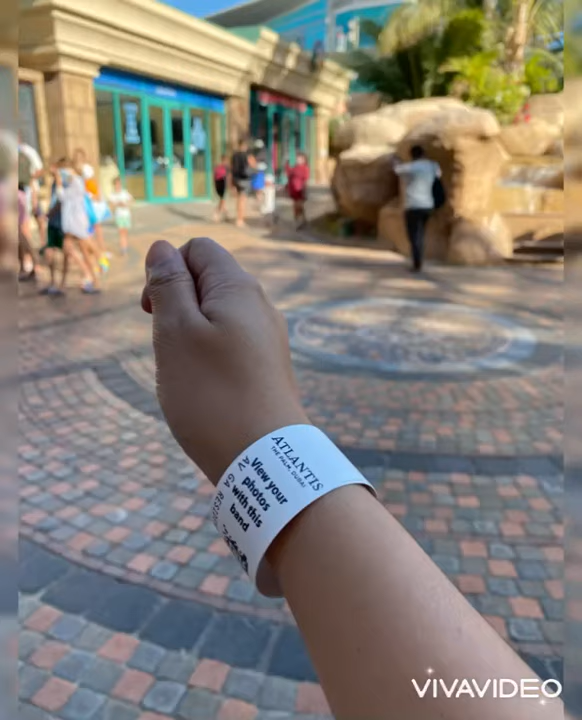 ATLANTIS
THE PALM, DUBAI
View your
photos
with this
band
VIVAVIDEO